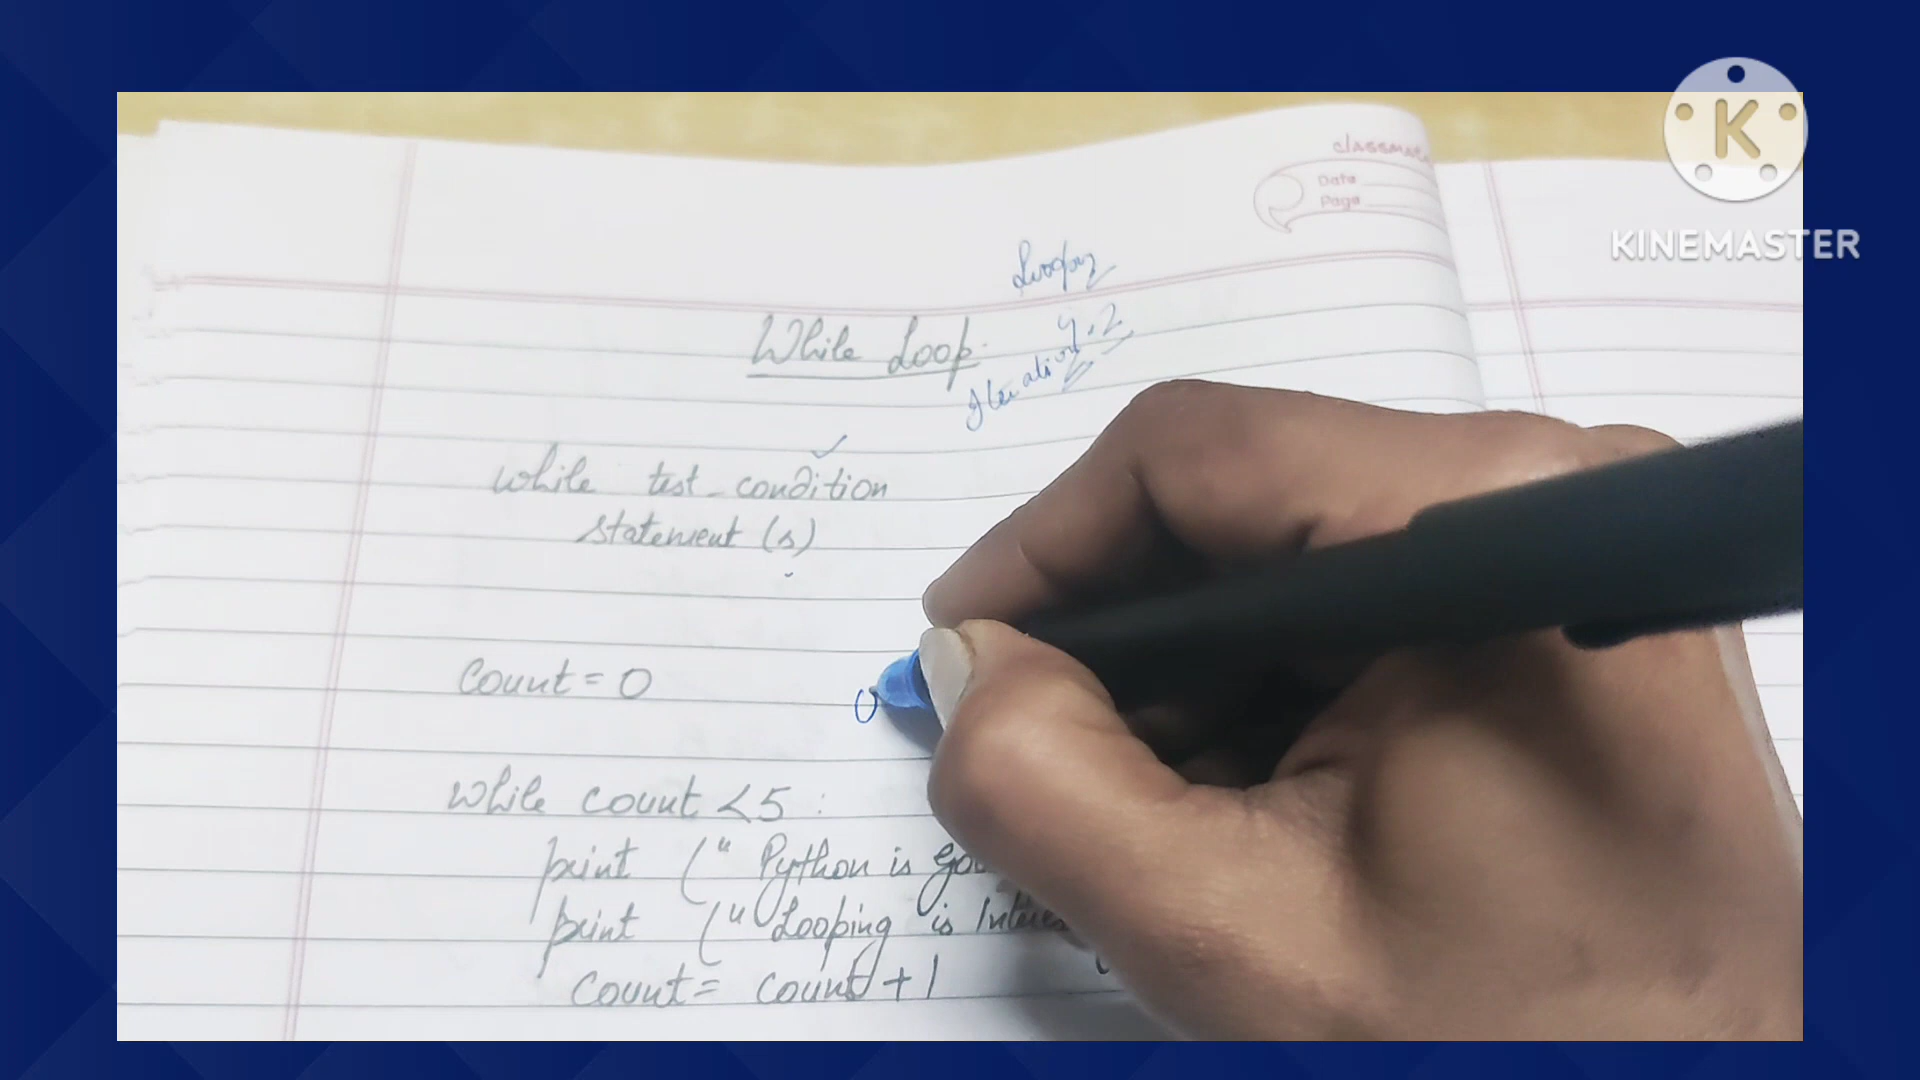 classmate
Date
Page
KINEMASTER
Looping
While Loop.
Iteration
while test-condition
statement (s)
Count = 0
0
while count < 5 :
print (" Python is
print (" Looping is
Count = count + 1